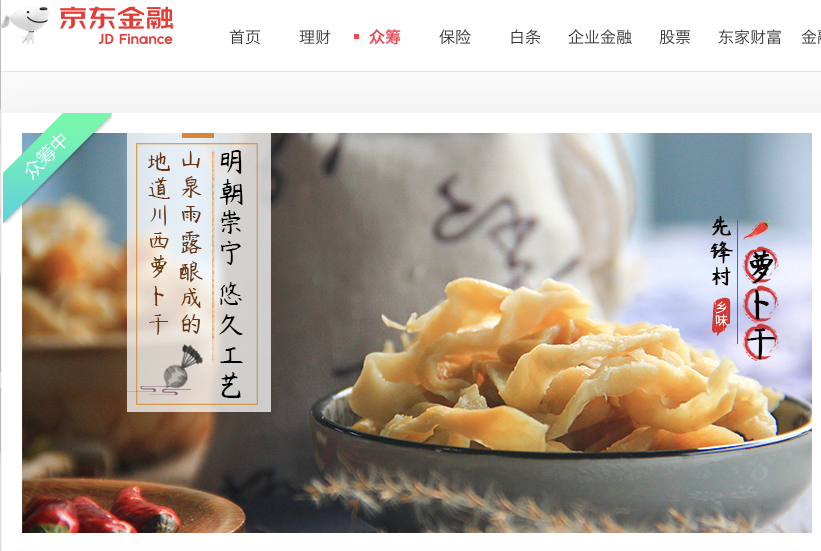 京东金融
JD Finance
首页 理财 众筹 保险 白条 企业金融 股票 东家财富
众筹中
明朝崇宁 悠久工艺
山泉雨露酿成的
地道川西萝卜干
萝卜干
先锋村
乡味